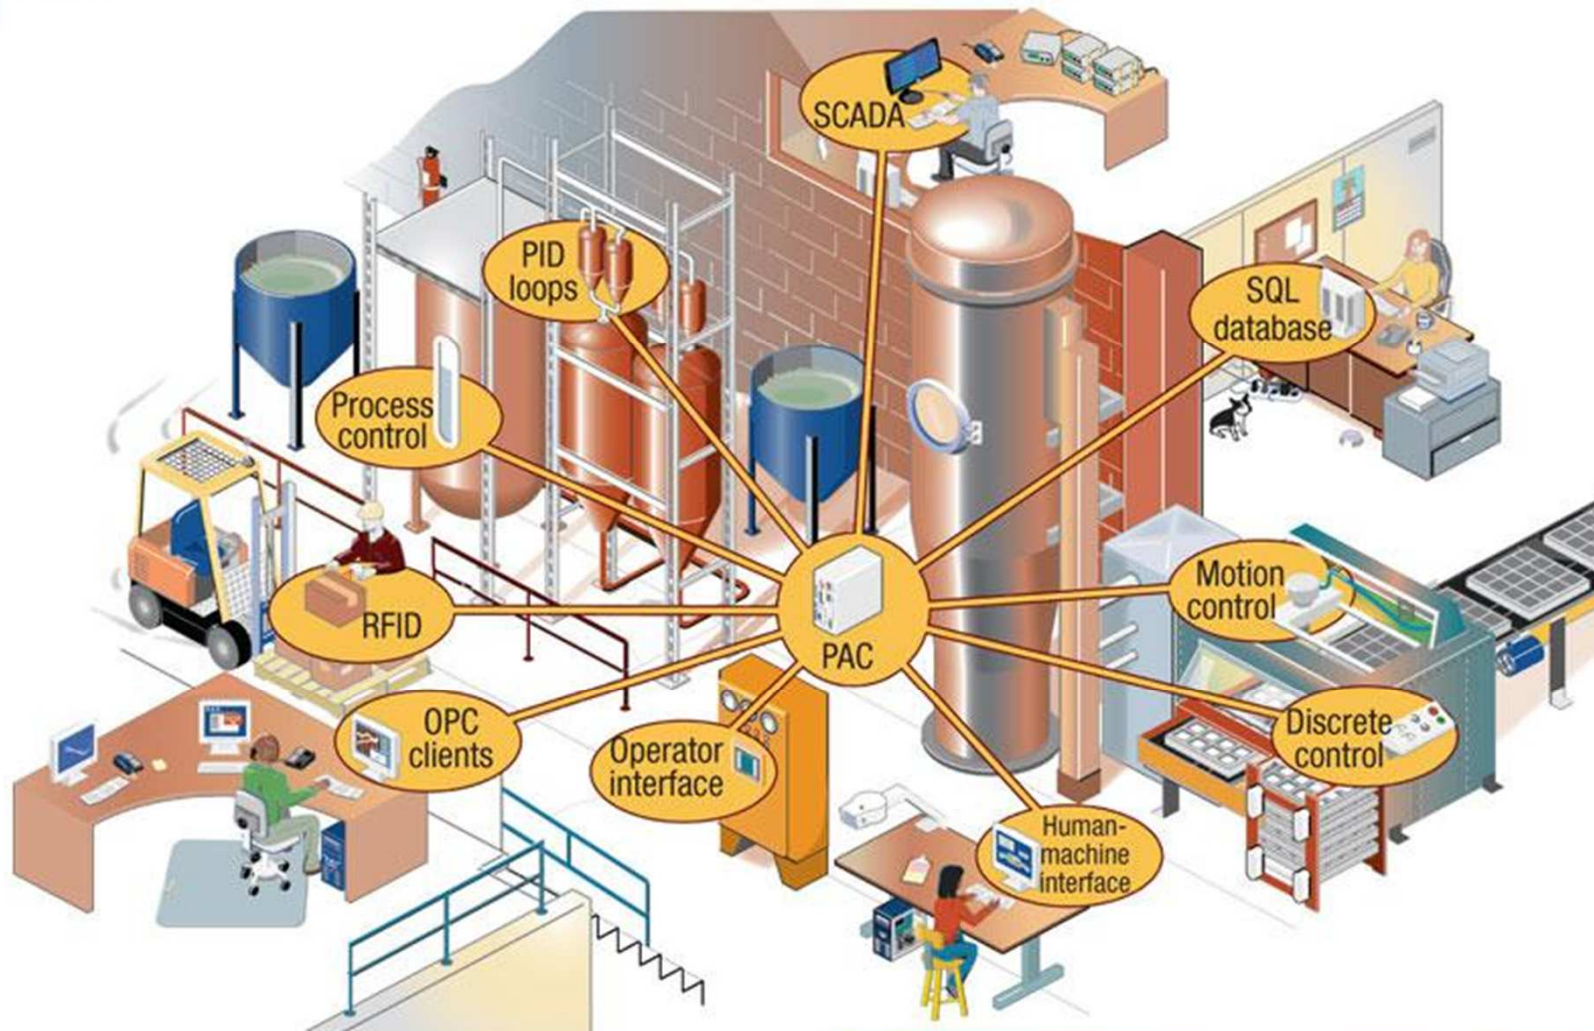 SCADA
PID
loops
SQL
database
Process
control
Motion
control
RFID
PAC
OPC
clients
Operator
interface
Discrete
control
Human-
machine
interface